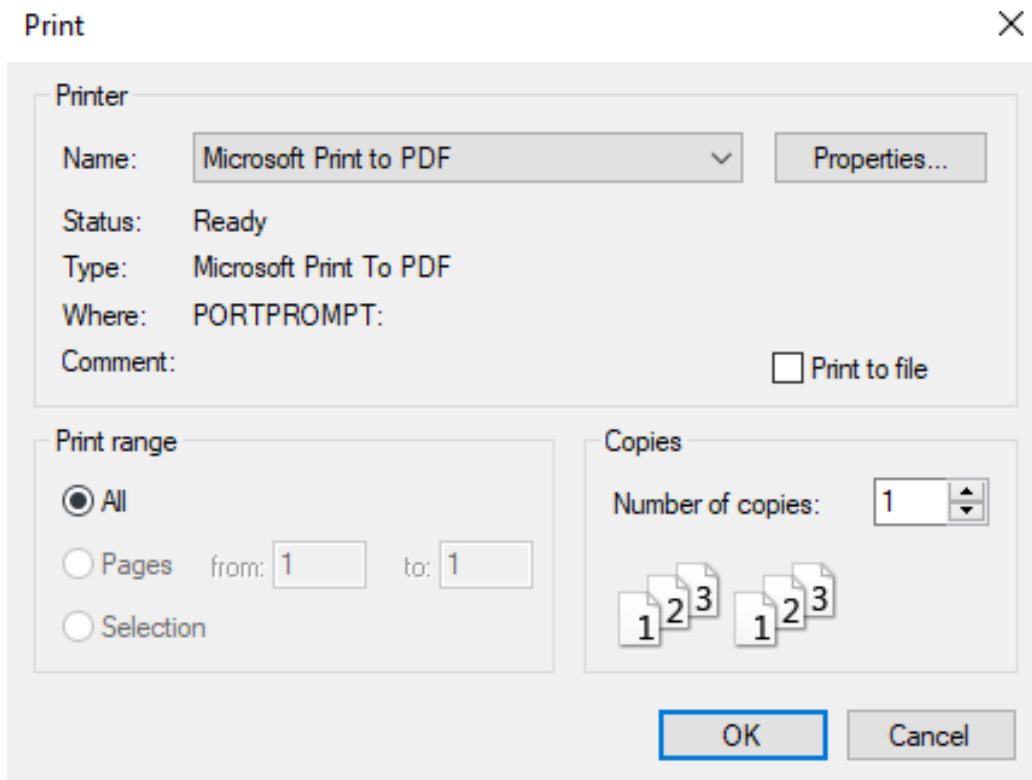 Print
Printer
Name: Microsoft Print to PDF Properties...
Status: Ready
Type: Microsoft Print To PDF
Where: PORTPROMPT:
Comment:
Print to file
Print range
All
Pages from: 1 to: 1
Selection
Copies
Number of copies: 1
1 2 3 1 2 3
OK Cancel